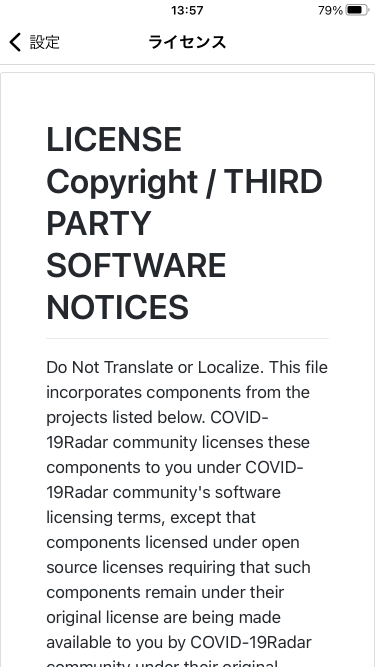 13:57
79%
設定
ライセンス
LICENSE
Copyright / THIRD
PARTY
SOFTWARE
NOTICES
Do Not Translate or Localize. This file
incorporates components from the
projects listed below. COVID-
19Radar community licenses these
components to you under COVID-
19Radar community's software
licensing terms, except that
components licensed under open
source licenses requiring that such
components remain under their
original license are being made
available to you by COVID-19Radar
community under their original